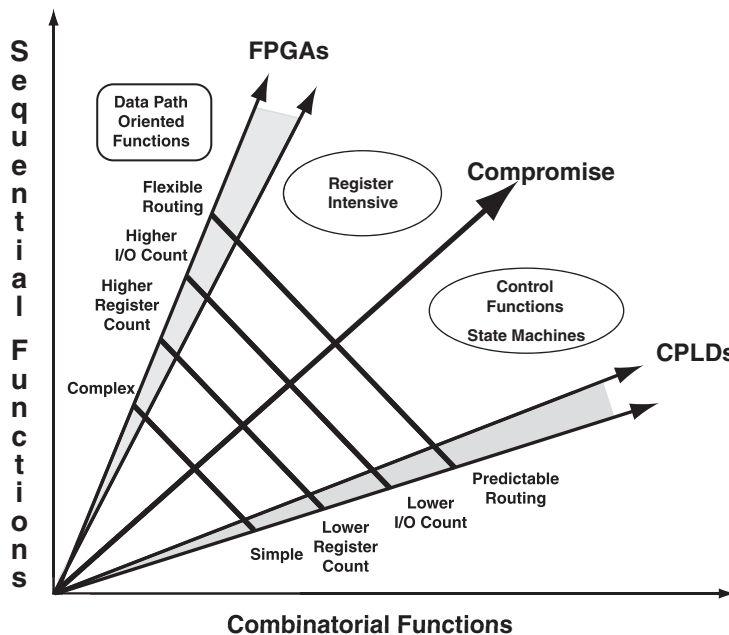 Sequential Functions
FPGAs
Data Path
Oriented
Functions
Flexible
Routing
Register
Intensive
Compromise
Higher
I/O Count
Higher
Register
Count
Control
Functions
State Machines
CPLDs
Complex
Predictable
Routing
Lower
I/O Count
Lower
Register
Count
Simple
Combinatorial Functions